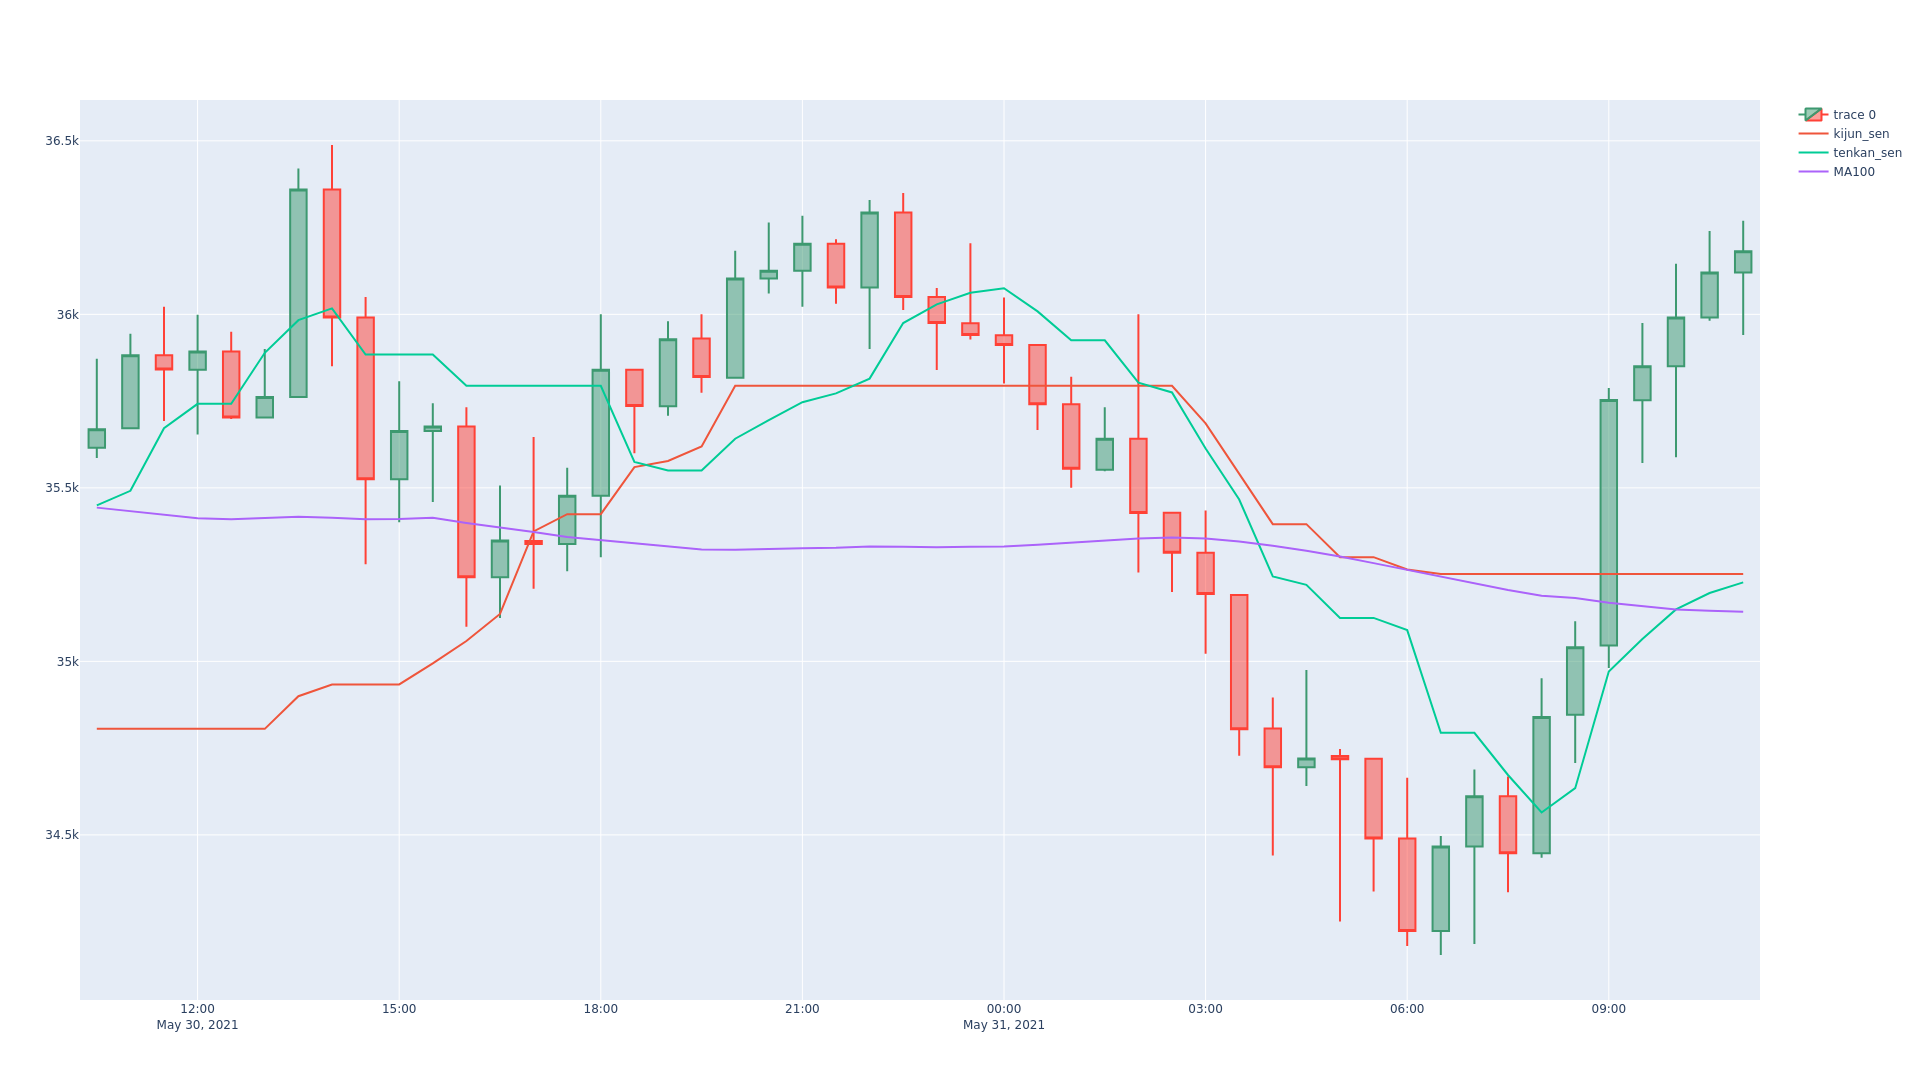 36.5k
36k
35.5k
35k
34.5k
12:00
May 30, 2021
15:00
18:00
21:00
00:00
May 31, 2021
03:00
06:00
09:00
trace 0
kijun_sen
tenkan_sen
MA100